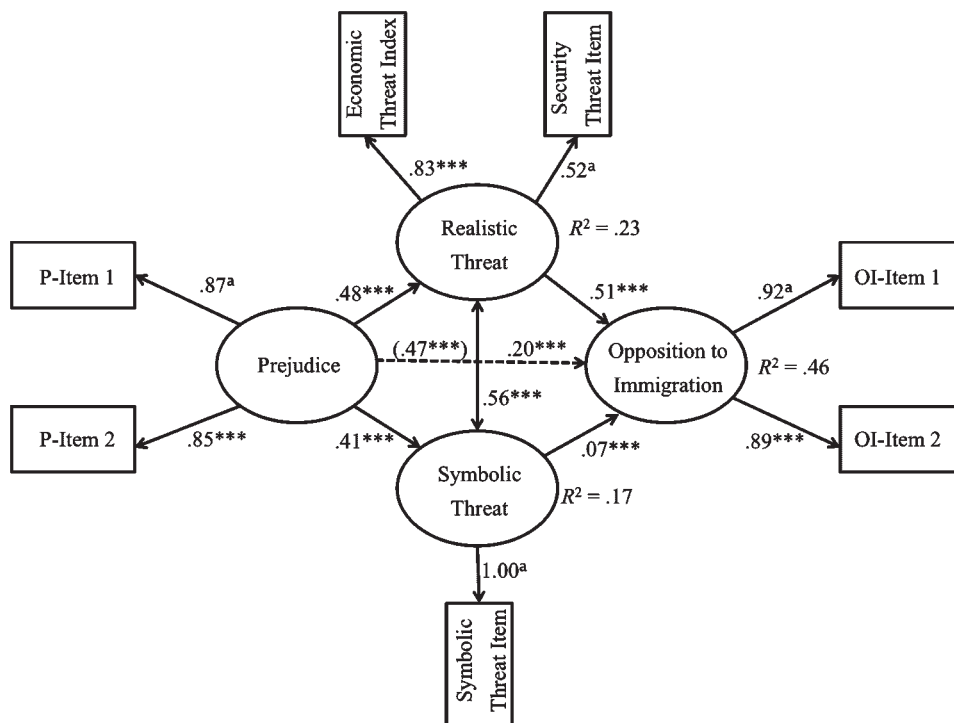 Economic
Threat Index
Security
Threat Item
.83***
.52ᵃ
Realistic
Threat
R² = .23
P-Item 1
.87ᵃ
.48***
.51***
.92ᵃ
OI-Item 1
Prejudice
(.47***)
.20***
Opposition to
Immigration
R² = .46
P-Item 2
.85***
.41***
.56***
.07***
.89***
OI-Item 2
Symbolic
Threat
R² = .17
1.00ᵃ
Symbolic
Threat Item